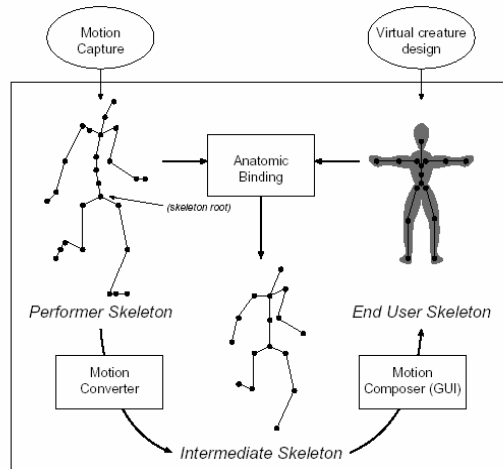 Motion
Capture
Virtual creature
design
Anatomic
Binding
(skeleton root)
Performer Skeleton
End User Skeleton
Motion
Converter
Motion
Composer (GUI)
Intermediate Skeleton